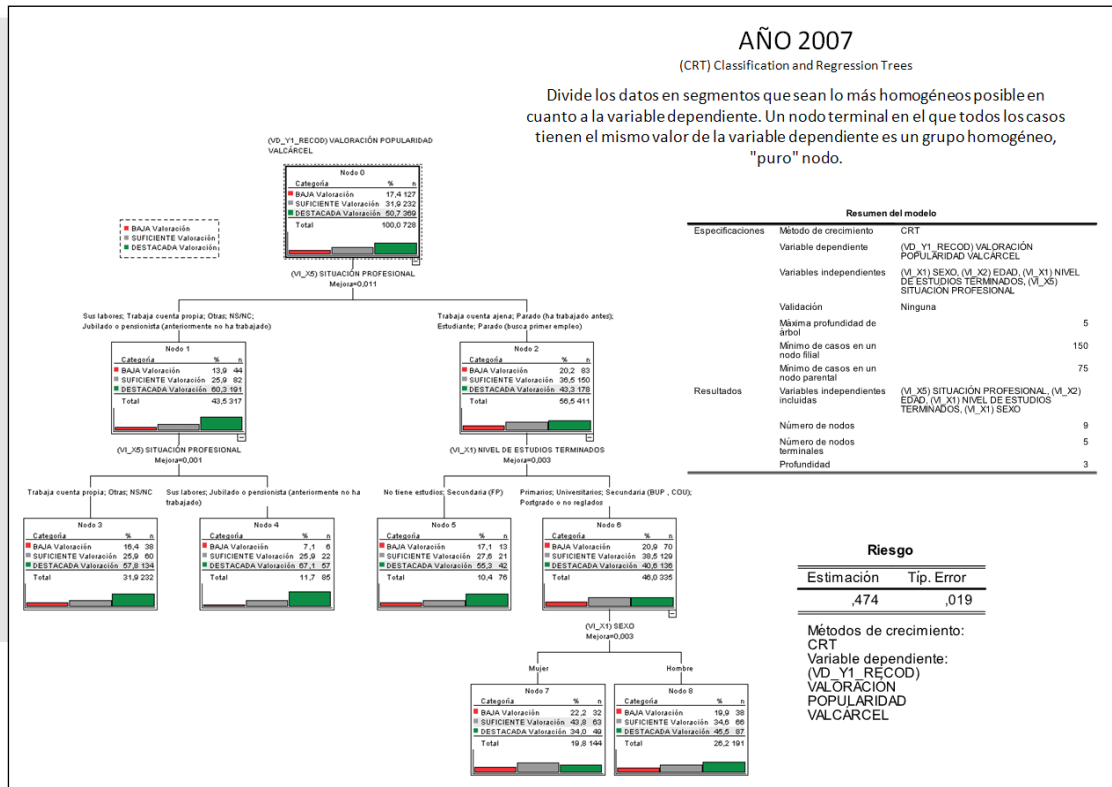 AÑO 2007
(CRT) Classification and Regression Trees
Divide los datos en segmentos que sean lo más homogéneos posible en
cuanto a la variable dependiente. Un nodo terminal en el que todos los casos
tienen el mismo valor de la variable dependiente es un grupo homogéneo,
"puro" nodo.
(VD_Y1_RECOD) VALORACIÓN POPULARIDAD
VALCÁRCEL
Nodo 0
Categoría % n
BAJA Valoración 17,4 127
SUFICIENTE Valoración 31,9 232
DESTACADA Valoración 50,7 369
Total 100,0 728
BAJA Valoración
SUFICIENTE Valoración
DESTACADA Valoración
(VI_X5) SITUACIÓN PROFESIONAL
Mejora=0,011
Sus labores; Trabaja cuenta propia; Otras; NS/NC;
Jubilado o pensionista (anteriormente no ha trabajado)
Trabaja cuenta ajena; Parado (ha trabajado antes);
Estudiante; Parado (busca primer empleo)
Nodo 1
Categoría % n
BAJA Valoración 13,9 44
SUFICIENTE Valoración 25,9 82
DESTACADA Valoración 60,3 191
Total 43,5 317
Nodo 2
Categoría % n
BAJA Valoración 20,2 83
SUFICIENTE Valoración 36,5 150
DESTACADA Valoración 43,3 178
Total 56,5 411
(VI_X5) SITUACIÓN PROFESIONAL
Mejora=0,001
(VI_X1) NIVEL DE ESTUDIOS TERMINADOS
Mejora=0,003
Trabaja cuenta propia; Otras; NS/NC
Sus labores; Jubilado o pensionista (anteriormente no ha
trabajado)
No tiene estudios; Secundaria (FP)
Primarios; Universitarios; Secundaria (BUP , COU);
Postgrado o no reglados
Nodo 3
Categoría % n
BAJA Valoración 16,4 38
SUFICIENTE Valoración 25,9 60
DESTACADA Valoración 57,8 134
Total 31,9 232
Nodo 4
Categoría % n
BAJA Valoración 7,1 6
SUFICIENTE Valoración 25,9 22
DESTACADA Valoración 67,1 57
Total 11,7 85
Nodo 5
Categoría % n
BAJA Valoración 17,1 13
SUFICIENTE Valoración 27,6 21
DESTACADA Valoración 55,3 42
Total 10,4 76
Nodo 6
Categoría % n
BAJA Valoración 20,9 70
SUFICIENTE Valoración 38,5 129
DESTACADA Valoración 40,6 136
Total 46,0 335
(VI_X1) SEXO
Mejora=0,003
Mujer
Hombre
Nodo 7
Categoría % n
BAJA Valoración 22,2 32
SUFICIENTE Valoración 43,8 63
DESTACADA Valoración 34,0 49
Total 19,8 144
Nodo 8
Categoría % n
BAJA Valoración 19,9 38
SUFICIENTE Valoración 34,6 66
DESTACADA Valoración 45,5 87
Total 26,2 191
Resumen del modelo
Especificaciones Método de crecimiento CRT
Variable dependiente (VD_Y1_RECOD) VALORACIÓN
POPULARIDAD VALCÁRCEL
Variables independientes (VI_X1) SEXO, (VI_X2) EDAD, (VI_X1) NIVEL
DE ESTUDIOS TERMINADOS, (VI_X5)
SITUACIÓN PROFESIONAL
Validación Ninguna
Máxima profundidad de 5
árbol
Mínimo de casos en un 150
nodo filial
Mínimo de casos en un 75
nodo parental
Resultados Variables independientes (VI_X5) SITUACIÓN PROFESIONAL, (VI_X2)
incluidas EDAD, (VI_X1) NIVEL DE ESTUDIOS
TERMINADOS, (VI_X1) SEXO
Número de nodos 9
Número de nodos 5
terminales
Profundidad 3
Riesgo
Estimación Típ. Error
,474 ,019
Métodos de crecimiento:
CRT
Variable dependiente:
(VD_Y1_RECOD)
VALORACIÓN
POPULARIDAD
VALCÁRCEL